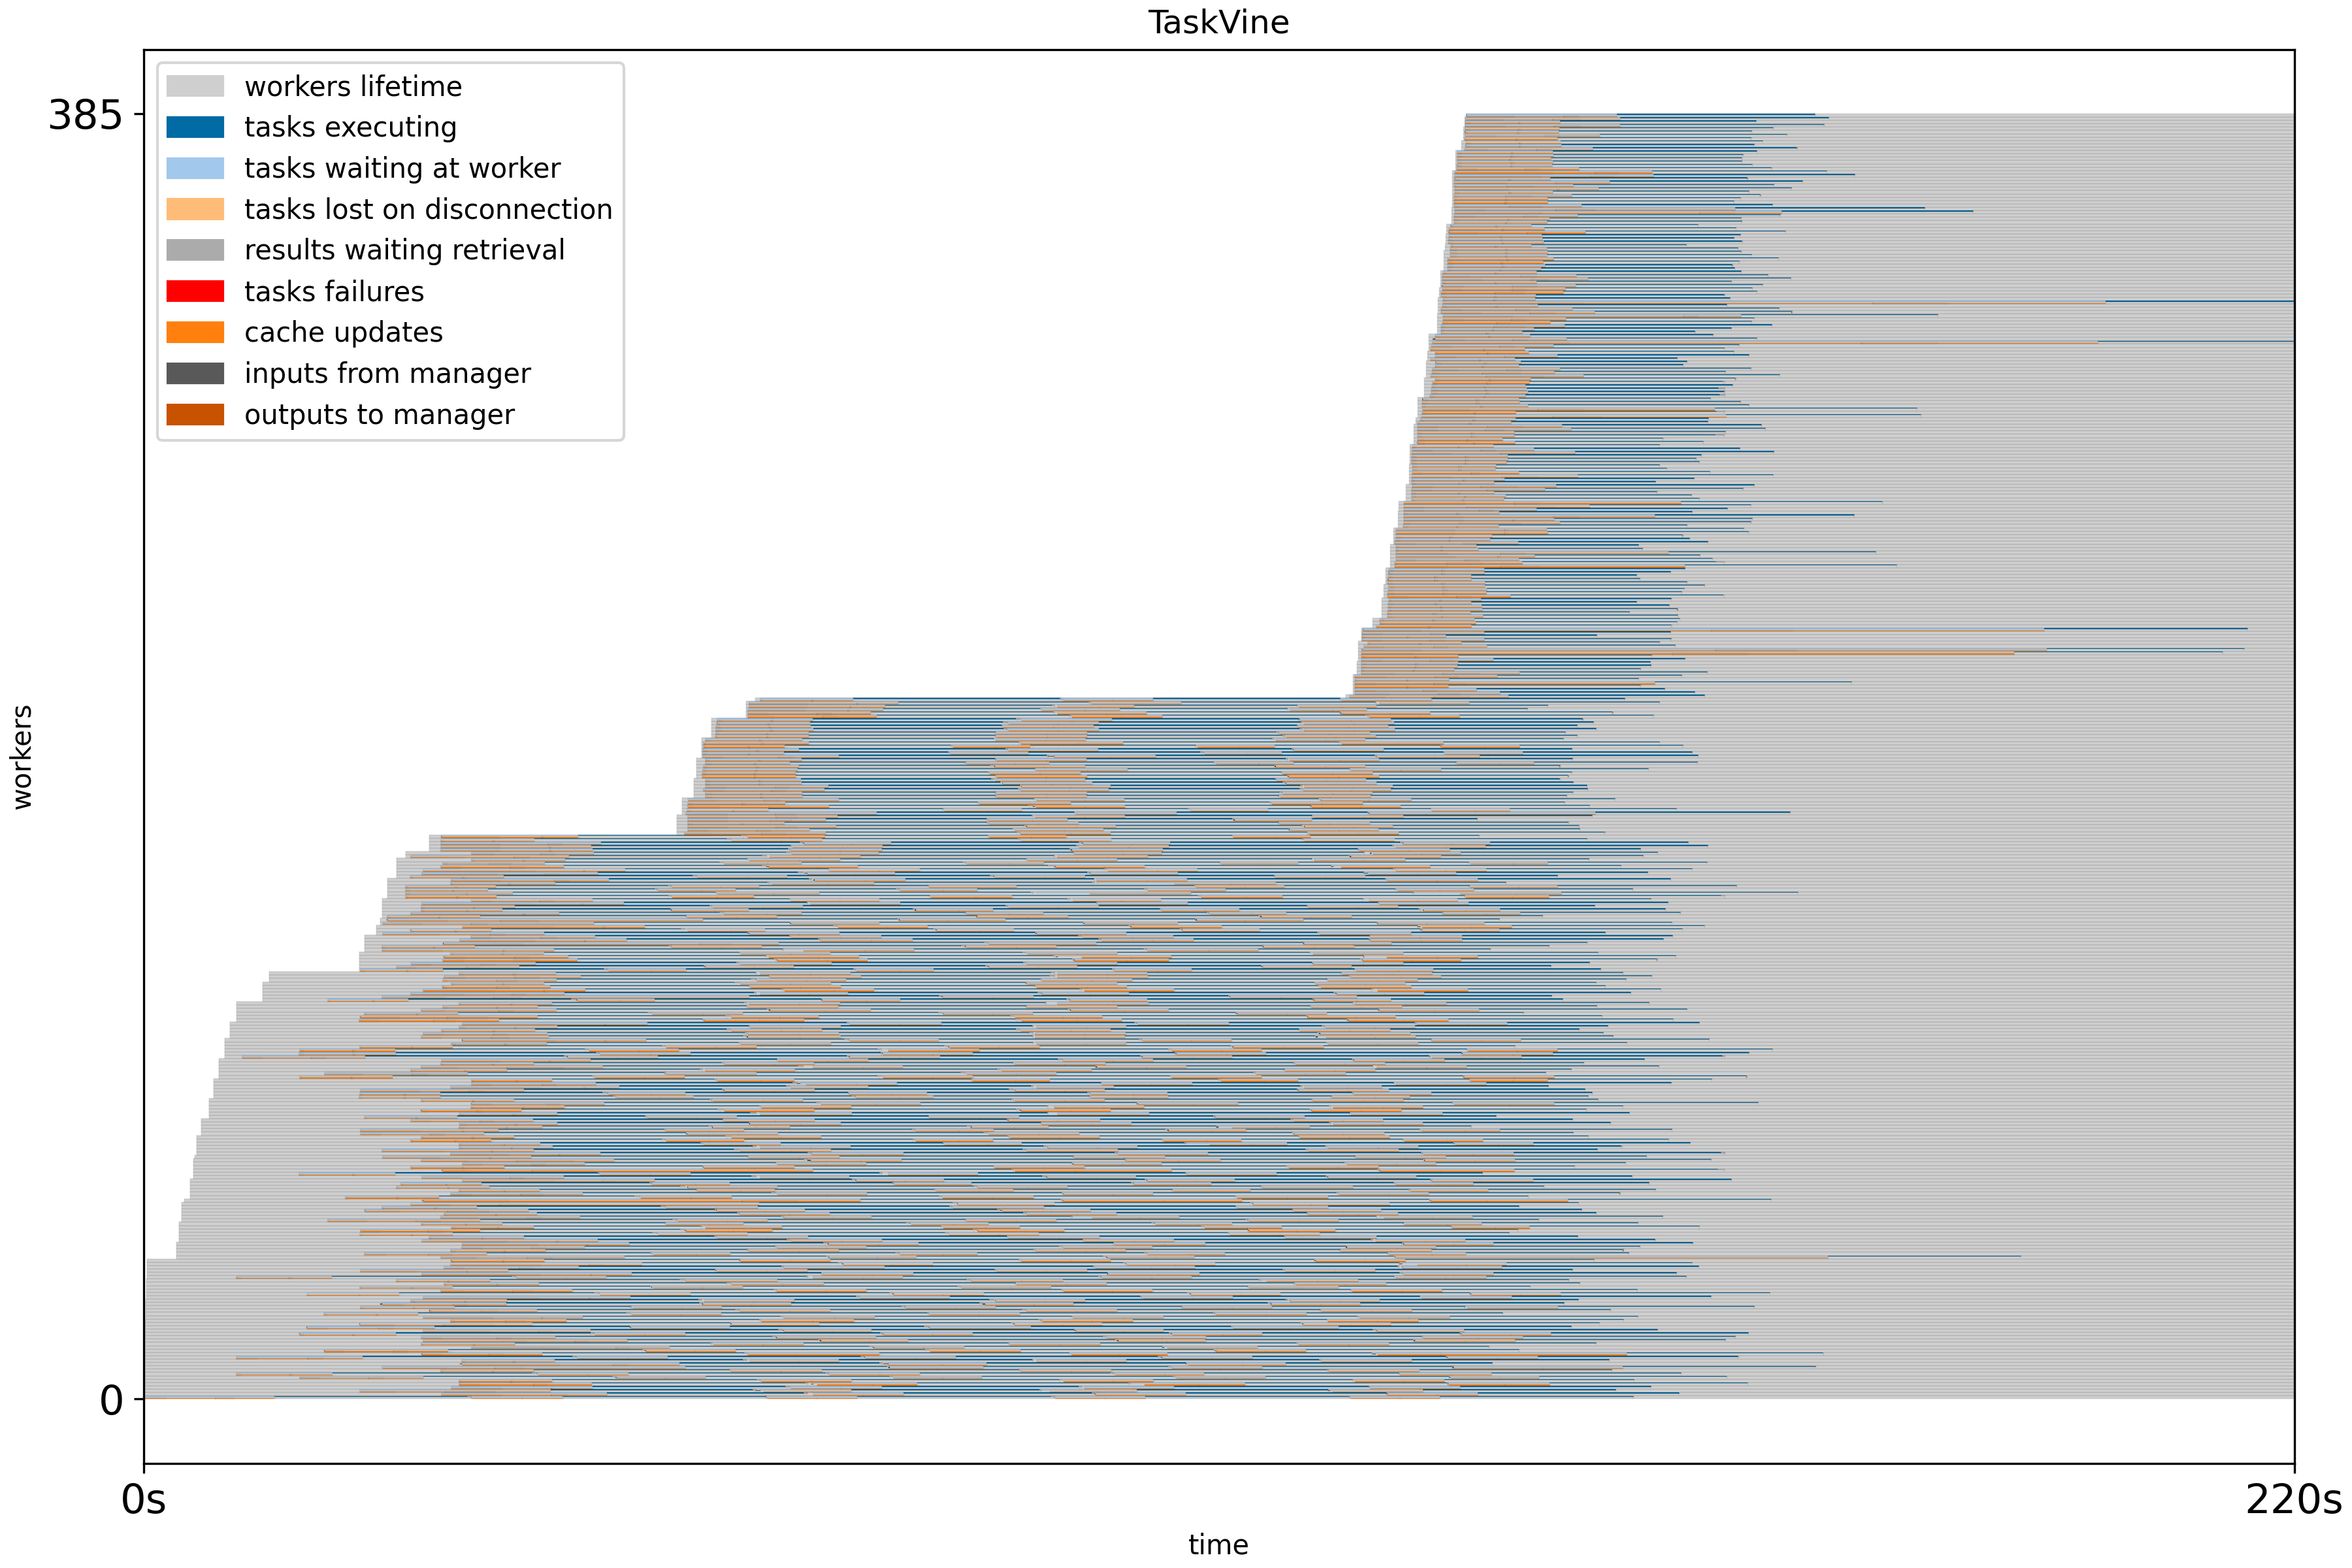 TaskVine
385
workers lifetime
tasks executing
tasks waiting at worker
tasks lost on disconnection
results waiting retrieval
tasks failures
cache updates
inputs from manager
outputs to manager
workers
0
0s
220s
time